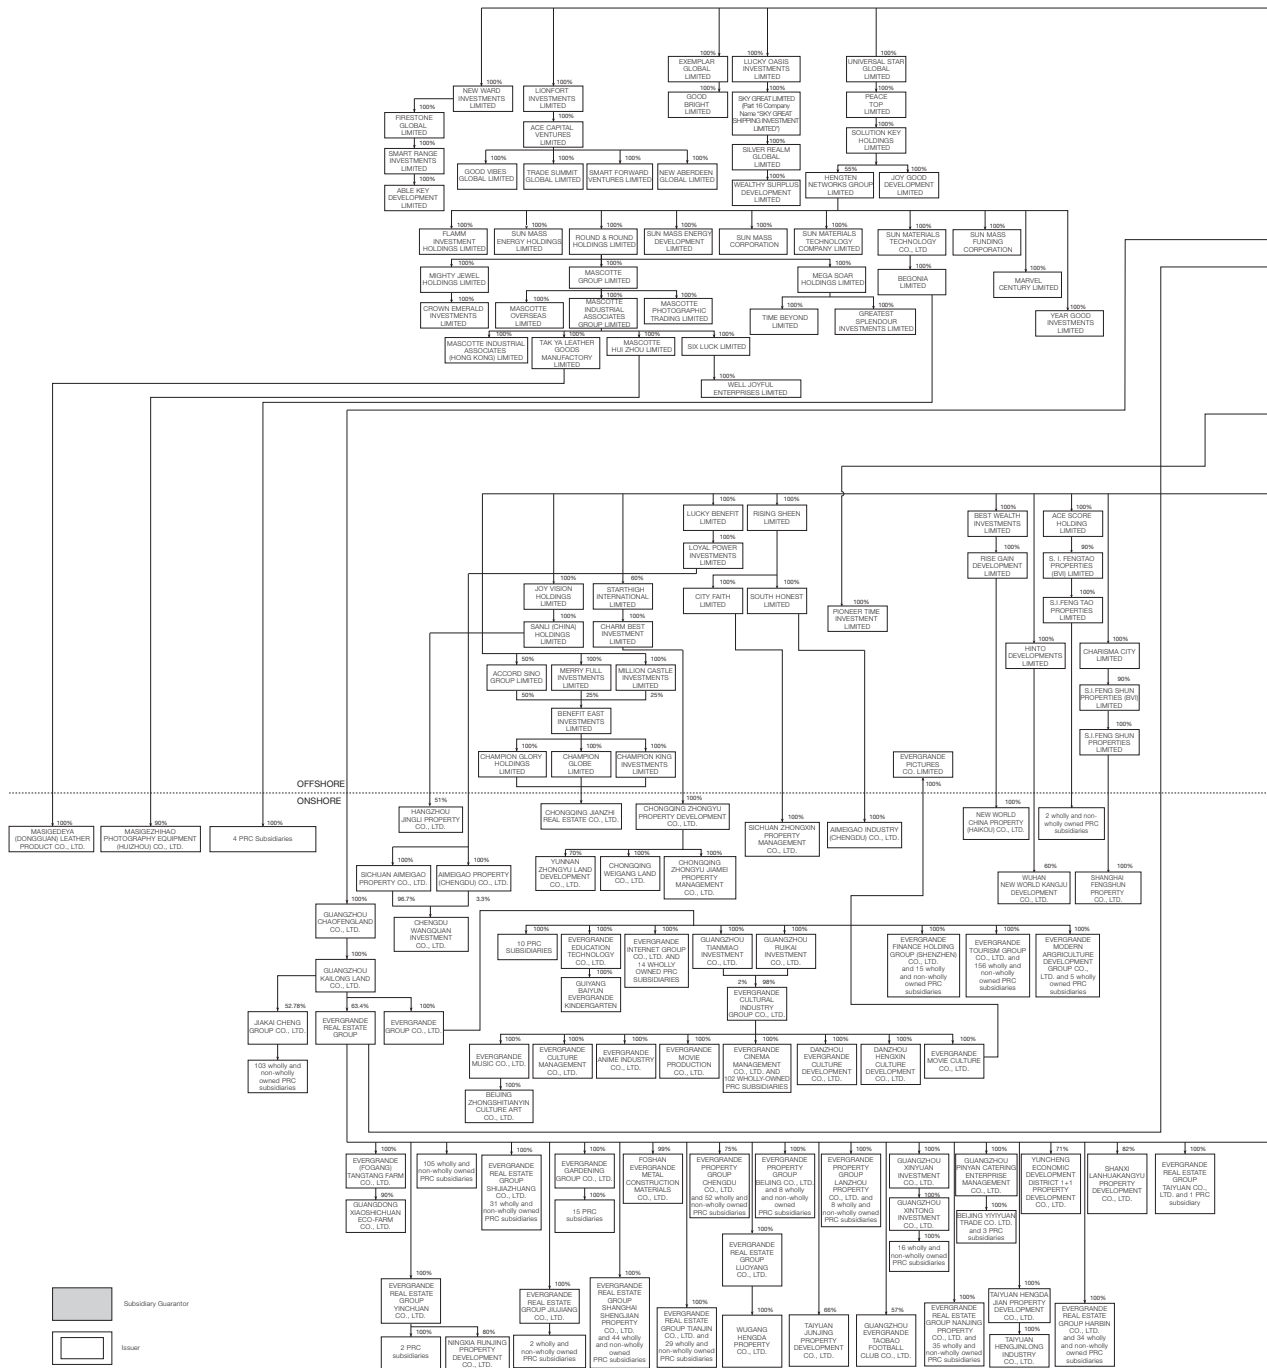 100%
100%
100%
100%
100%
EXEMPLAR
GLOBAL
LIMITED
LUCKY OASIS
INVESTMENTS
LIMITED
UNIVERSAL STAR
GLOBAL
LIMITED
NEW WARD
INVESTMENTS
LIMITED
LIONFORT
INVESTMENTS
LIMITED
100%
100%
100%
100%
100%
FIRESTONE
GLOBAL
LIMITED
ACE CAPITAL
VENTURES
LIMITED
GOOD
BRIGHT
LIMITED
SKY GREAT LIMITED
(Part 16 Company
Name "SKY GREAT
SHIPPING INVESTMENT
LIMITED")
PEACE
TOP
LIMITED
100%
SOLUTION KEY
HOLDINGS
LIMITED
100%
SMART RANGE
INVESTMENTS
LIMITED
100%
SILVER REALM
GLOBAL
LIMITED
100%
GOOD VIBES
GLOBAL LIMITED
100%
TRADE SUMMIT
GLOBAL LIMITED
100%
SMART FORWARD
VENTURES LIMITED
100%
NEW ABERDEEN
GLOBAL LIMITED
100%
ABLE KEY
DEVELOPMENT
LIMITED
100%
WEALTHY SURPLUS
DEVELOPMENT
LIMITED
55%
HENGTEN
NETWORKS GROUP
LIMITED
100%
JOY GOOD
DEVELOPMENT
LIMITED
100%
FLAMM
INVESTMENT
HOLDINGS LIMITED
100%
SUN MASS
ENERGY HOLDINGS
LIMITED
100%
ROUND & ROUND
HOLDINGS LIMITED
100%
SUN MASS ENERGY
DEVELOPMENT
LIMITED
100%
SUN MASS
CORPORATION
100%
SUN MATERIALS
TECHNOLOGY
COMPANY LIMITED
100%
SUN MATERIALS
TECHNOLOGY
CO., LTD
100%
SUN MASS
FUNDING
CORPORATION
100%
MIGHTY JEWEL
HOLDINGS LIMITED
100%
MASCOTTE
GROUP LIMITED
100%
MEGA SOAR
HOLDINGS LIMITED
100%
BEGONIA
LIMITED
100%
MARVEL
CENTURY LIMITED
100%
CROWN EMERALD
INVESTMENTS
LIMITED
100%
MASCOTTE
OVERSEAS
LIMITED
100%
MASCOTTE
INDUSTRIAL
ASSOCIATES
GROUP LIMITED
100%
MASCOTTE
PHOTOGRAPHIC
TRADING LIMITED
100%
TIME BEYOND
LIMITED
100%
GREATEST
SPLENDOUR
INVESTMENTS LIMITED
100%
YEAR GOOD
INVESTMENTS
LIMITED
100%
MASCOTTE INDUSTRIAL
ASSOCIATES
(HONG KONG) LIMITED
100%
TAK YA LEATHER
GOODS
MANUFACTORY
LIMITED
100%
MASCOTTE
HUI ZHOU LIMITED
100%
SIX LUCK LIMITED
100%
WELL JOYFUL
ENTERPRISES LIMITED
100%
LUCKY BENEFIT
LIMITED
100%
RISING SHEEN
LIMITED
100%
BEST WEALTH
INVESTMENTS
LIMITED
100%
ACE SCORE
HOLDING
LIMITED
100%
LOYAL POWER
INVESTMENTS
LIMITED
100%
RISE GAIN
DEVELOPMENT
LIMITED
90%
S. I. FENGTAO
PROPERTIES
(BVI) LIMITED
100%
JOY VISION
HOLDINGS
LIMITED
60%
STARTHIGH
INTERNATIONAL
LIMITED
100%
CITY FAITH
LIMITED
100%
SOUTH HONEST
LIMITED
100%
PIONEER TIME
INVESTMENT
LIMITED
100%
S.I.FENG TAO
PROPERTIES
LIMITED
100%
SANLI (CHINA)
HOLDINGS
LIMITED
100%
CHARM BEST
INVESTMENT
LIMITED
100%
HINTO
DEVELOPMENTS
LIMITED
100%
CHARISMA CITY
LIMITED
50%
ACCORD SINO
GROUP LIMITED
100%
MERRY FULL
INVESTMENTS
LIMITED
100%
MILLION CASTLE
INVESTMENTS
LIMITED
90%
S.I.FENG SHUN
PROPERTIES (BVI)
LIMITED
50%
25%
25%
BENEFIT EAST
INVESTMENTS
LIMITED
100%
S.I.FENG SHUN
PROPERTIES
LIMITED
100%
CHAMPION GLORY
HOLDINGS
LIMITED
100%
CHAMPION
GLOBE
LIMITED
100%
CHAMPION KING
INVESTMENTS
LIMITED
EVERGRANDE
PICTURES
CO. LIMITED
100%
OFFSHORE
ONSHORE
100%
MASIGEDEYA
(DONGGUAN) LEATHER
PRODUCT CO., LTD.
90%
MASIGEZHIHAO
PHOTOGRAPHY EQUIPMENT
(HUIZHOU) CO., LTD.
100%
4 PRC Subsidiaries
51%
HANGZHOU
JINGLI PROPERTY
CO., LTD.
CHONGQING JIANZHI
REAL ESTATE CO., LTD.
100%
CHONGQING ZHONGYU
PROPERTY DEVELOPMENT
CO., LTD.
100%
SICHUAN ZHONGXIN
PROPERTY
MANAGEMENT
CO., LTD.
100%
AIMEIGAO INDUSTRY
(CHENGDU) CO., LTD.
100%
NEW WORLD
CHINA PROPERTY
(HAIKOU) CO., LTD.
100%
2 wholly and non-
wholly owned PRC
subsidiaries
100%
SICHUAN AIMEIGAO
PROPERTY CO., LTD.
100%
AIMEIGAO PROPERTY
(CHENGDU) CO., LTD.
70%
YUNNAN
ZHONGYU LAND
DEVELOPMENT
CO., LTD.
100%
CHONGQING
WEIGANG LAND
CO., LTD.
100%
CHONGQING
ZHONGYU JIAMEI
PROPERTY
MANAGEMENT
CO., LTD.
60%
WUHAN
NEW WORLD KANGJU
DEVELOPMENT
CO., LTD.
100%
SHANGHAI
FENGSHUN
PROPERTY
CO., LTD.
96.7%
3.3%
CHENGDU
WANGQUAN
INVESTMENT
CO., LTD.
100%
GUANGZHOU
CHAOFENGLAND
CO., LTD.
100%
10 PRC
SUBSIDIARIES
100%
EVERGRANDE
EDUCATION
TECHNOLOGY
CO., LTD.
100%
EVERGRANDE
INTERNET GROUP
CO., LTD. AND
14 WHOLLY
OWNED PRC
SUBSIDIARIES
100%
GUANGZHOU
TIANMIAO
INVESTMENT
CO., LTD.
100%
GUANGZHOU
RUIKAI
INVESTMENT
CO., LTD.
100%
EVERGRANDE
FINANCE HOLDING
GROUP (SHENZHEN)
CO., LTD.
and 15 wholly
and non-wholly
owned PRC
subsidiaries
100%
EVERGRANDE
TOURISM GROUP
CO., LTD. and
156 wholly and
non-wholly
owned PRC
subsidiaries
100%
EVERGRANDE
MODERN
ARGRICULTURE
DEVELOPMENT
GROUP CO.,
LTD. and 5 wholly
owned PRC
subsidiaries
100%
GUANGZHOU
KAILONG LAND
CO., LTD.
100%
GUIYANG
BAIYUN
EVERGRANDE
KINDERGARTEN
2%
98%
EVERGRANDE
CULTURAL
INDUSTRY
GROUP CO., LTD.
52.78%
JIAKAI CHENG
GROUP CO., LTD.
63.4%
EVERGRANDE
REAL ESTATE
GROUP
100%
EVERGRANDE
GROUP CO., LTD.
103 wholly and
non-wholly
owned PRC
subsidiaries
100%
EVERGRANDE
MUSIC CO., LTD.
100%
EVERGRANDE
CULTURE
MANAGEMENT
CO., LTD.
100%
EVERGRANDE
ANIME INDUSTRY
CO., LTD.
100%
EVERGRANDE
MOVIE
PRODUCTION
CO., LTD.
100%
EVERGRANDE
CINEMA
MANAGEMENT
CO., LTD. AND
102 WHOLLY-OWNED
PRC SUBSIDIARIES
100%
DANZHOU
EVERGRANDE
CULTURE
DEVELOPMENT
CO., LTD.
100%
DANZHOU
HENGXIN
CULTURE
DEVELOPMENT
CO., LTD.
100%
EVERGRANDE
MOVIE CULTURE
CO., LTD.
100%
BEIJING
ZHONGSHITIANYIN
CULTURE ART
CO., LTD.
100%
EVERGRANDE
(FOGANG)
TANGTANG FARM
CO., LTD.
105 wholly and
non-wholly owned
PRC subsidiaries
100%
EVERGRANDE
REAL ESTATE
GROUP
SHIJIAZHUANG
CO., LTD.
31 wholly and
non-wholly owned
PRC subsidiaries
100%
EVERGRANDE
GARDENING
GROUP CO., LTD.
99%
FOSHAN
EVERGRANDE
METAL
CONSTRUCTION
MATERIALS
CO., LTD.
75%
EVERGRANDE
PROPERTY
GROUP
CHENGDU
CO., LTD.
and 52 wholly and
non-wholly owned
PRC subsidiaries
100%
EVERGRANDE
PROPERTY
GROUP
BEIJING CO., LTD.
and 8 wholly
and non-wholly
owned PRC
subsidiaries
100%
EVERGRANDE
PROPERTY
GROUP
LANZHOU
PROPERTY
CO., LTD. and
8 wholly and
non-wholly owned
PRC subsidiaries
100%
GUANGZHOU
XINYUAN
INVESTMENT
CO., LTD.
100%
GUANGZHOU
PINYAN CATERING
ENTERPRISE
MANAGEMENT
CO., LTD.
71%
YUNCHENG
ECONOMIC
DEVELOPMENT
DISTRICT 1+1
PROPERTY
DEVELOPMENT
CO., LTD.
82%
SHANXI
LANHUAKANGYU
PROPERTY
DEVELOPMENT
CO., LTD.
100%
EVERGRANDE
REAL ESTATE
GROUP
TAIYUAN CO.,
LTD. and 1 PRC
subsidiary
90%
GUANGDONG
XIAOSHICHUAN
ECO-FARM
CO., LTD.
100%
15 PRC
subsidiaries
100%
GUANGZHOU
XINTONG
INVESTMENT
CO., LTD.
100%
BEIJING YIYIYUAN
TRADE CO. LTD.
and 3 PRC
subsidiaries
100%
EVERGRANDE
REAL ESTATE
GROUP
LUOYANG
CO., LTD.
100%
16 wholly and
non-wholly owned
PRC subsidiaries
100%
EVERGRANDE
REAL ESTATE
GROUP
YINCHUAN
CO., LTD.
100%
EVERGRANDE
REAL ESTATE
GROUP JIUJIANG
CO., LTD.
100%
EVERGRANDE
REAL ESTATE
GROUP
SHANGHAI
SHENGJIAN
PROPERTY CO.,
LTD. and
44 wholly and
non-wholly owned
PRC subsidiaries
100%
EVERGRANDE
REAL ESTATE
GROUP TIANJIN
CO., LTD. and
29 wholly and
non-wholly owned
PRC subsidiaries
100%
WUGANG
HENGDA
PROPERTY
CO., LTD.
66%
TAIYUAN
JUNJING
PROPERTY
DEVELOPMENT
CO., LTD.
57%
GUANGZHOU
EVERGRANDE
TAOBAO
FOOTBALL
CLUB CO., LTD.
100%
EVERGRANDE
REAL ESTATE
GROUP NANJING
PROPERTY
CO., LTD. and
35 wholly and
non-wholly owned
PRC subsidiaries
100%
TAIYUAN HENGDA
JIAN PROPERTY
DEVELOPMENT
CO., LTD.
100%
TAIYUAN
HENGJINLONG
INDUSTRY CO., LTD.
100%
EVERGRANDE
REAL ESTATE
GROUP HARBIN
CO., LTD. and
34 wholly and
non-wholly
owned PRC
subsidiaries
100%
2 PRC
subsidiaries
80%
NINGXIA RUNJING
PROPERTY
DEVELOPMENT
CO., LTD.
2 wholly and
non-wholly owned
PRC subsidiaries
Subsidiary Guarantor
Issuer